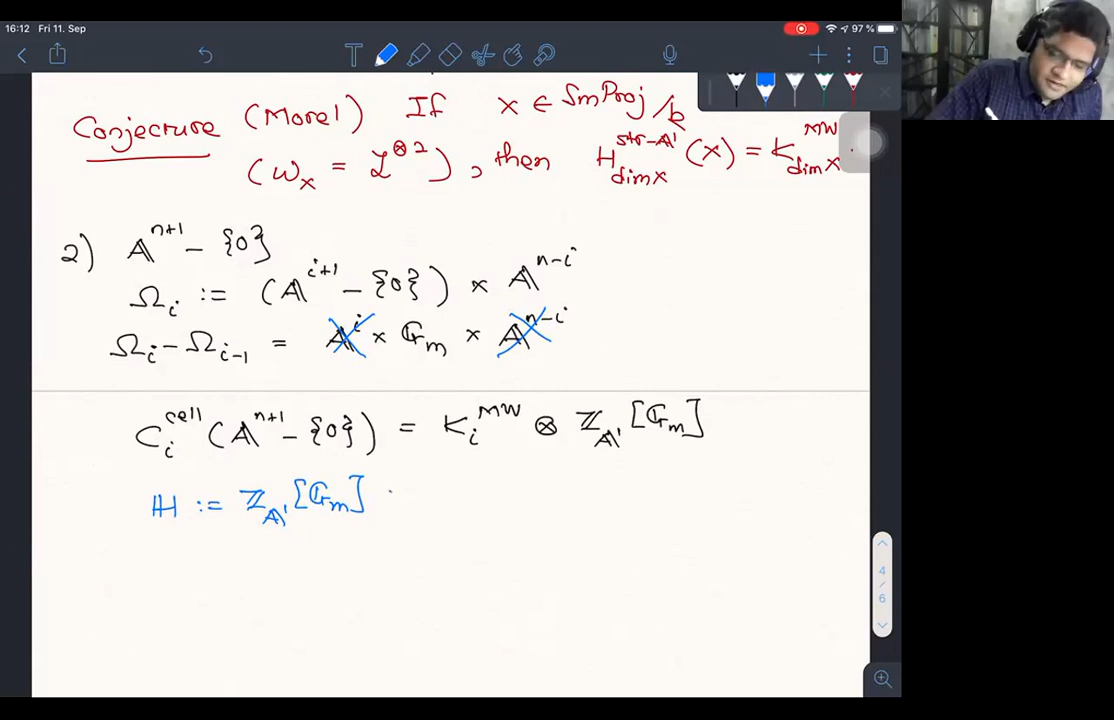 16:12 Fri 11. Sep 97 %
Conjecture (Morel) If x ∈ SmProj/k
(ω_x = ℒ^{⊗2}), then H^{str-𝔸¹}_{dim x}(x) = K^{MW}_{dim x}.
2) 𝔸^{n+1} - {0}
Ω_i := (𝔸^{i+1} - {0}) × 𝔸^{n-i}
Ω_i - Ω_{i-1} = 𝔸^i × 𝔾_m × 𝔸^{n-i}
C_i^{cell}(𝔸^{n+1} - {0}) = K_i^{MW} ⊗ ℤ_{𝔸¹}[𝔾_m]
ℍ := ℤ_{𝔸¹}[𝔾_m]
4
/
6